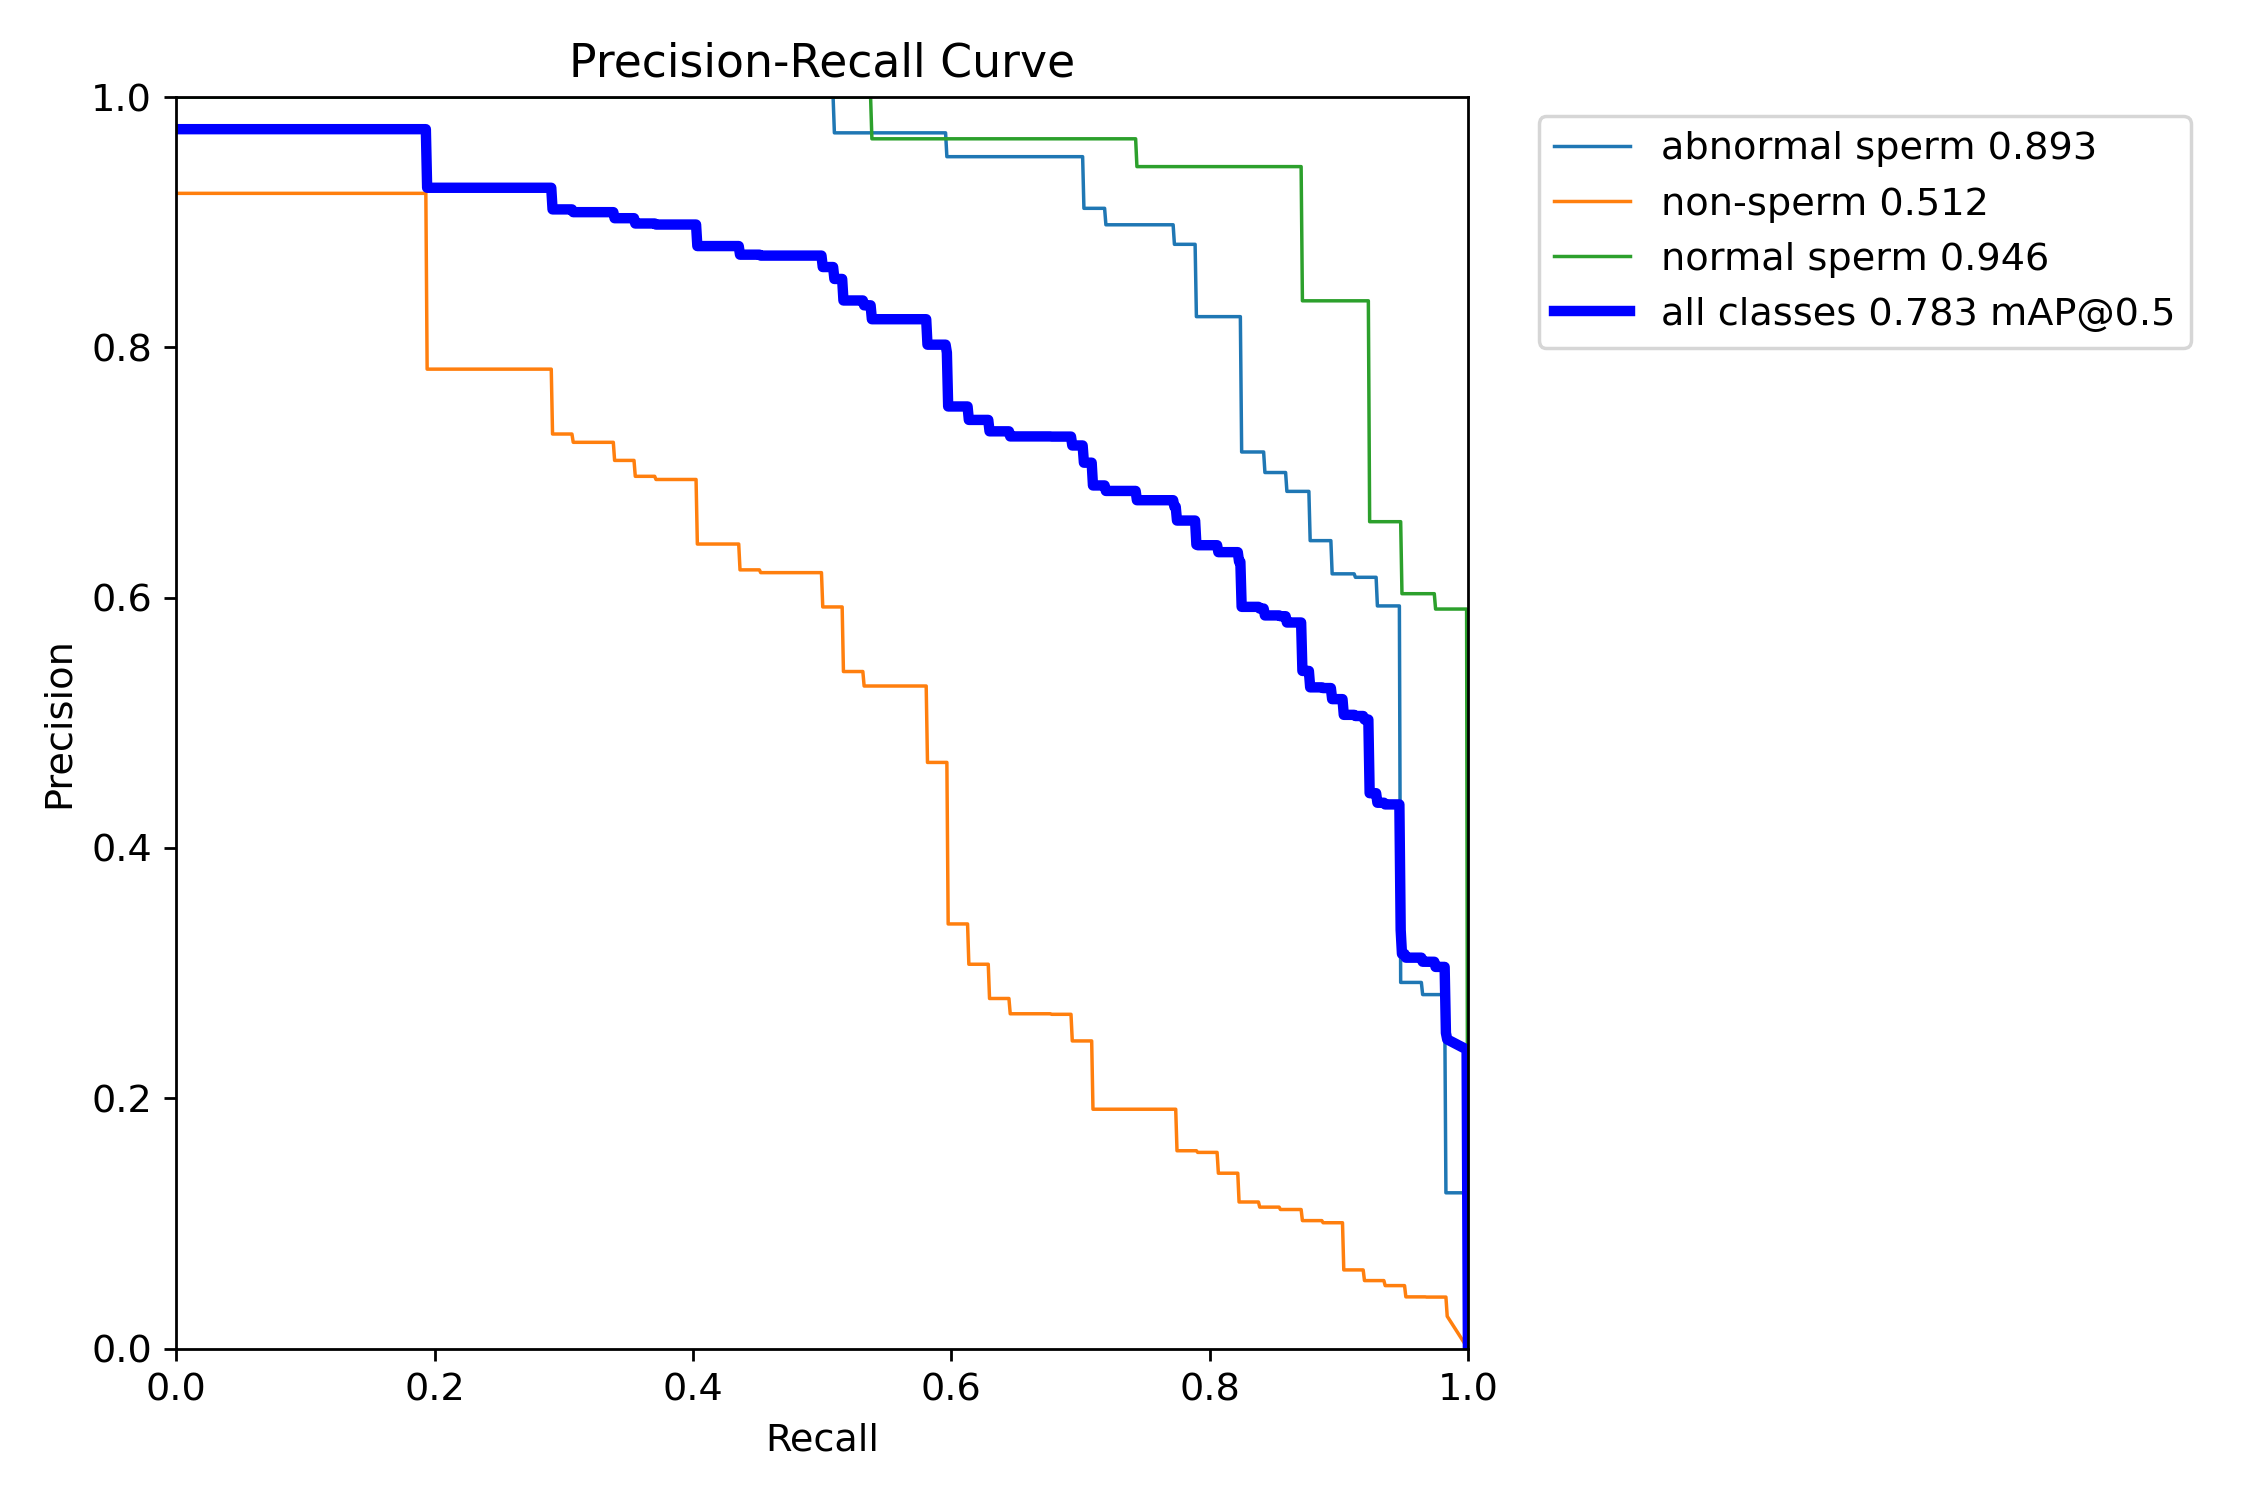 Precision-Recall Curve
1.0
0.8
0.6
0.4
0.2
0.0
Precision
0.0 0.2 0.4 0.6 0.8 1.0
Recall
abnormal sperm 0.893
non-sperm 0.512
normal sperm 0.946
all classes 0.783 mAP@0.5